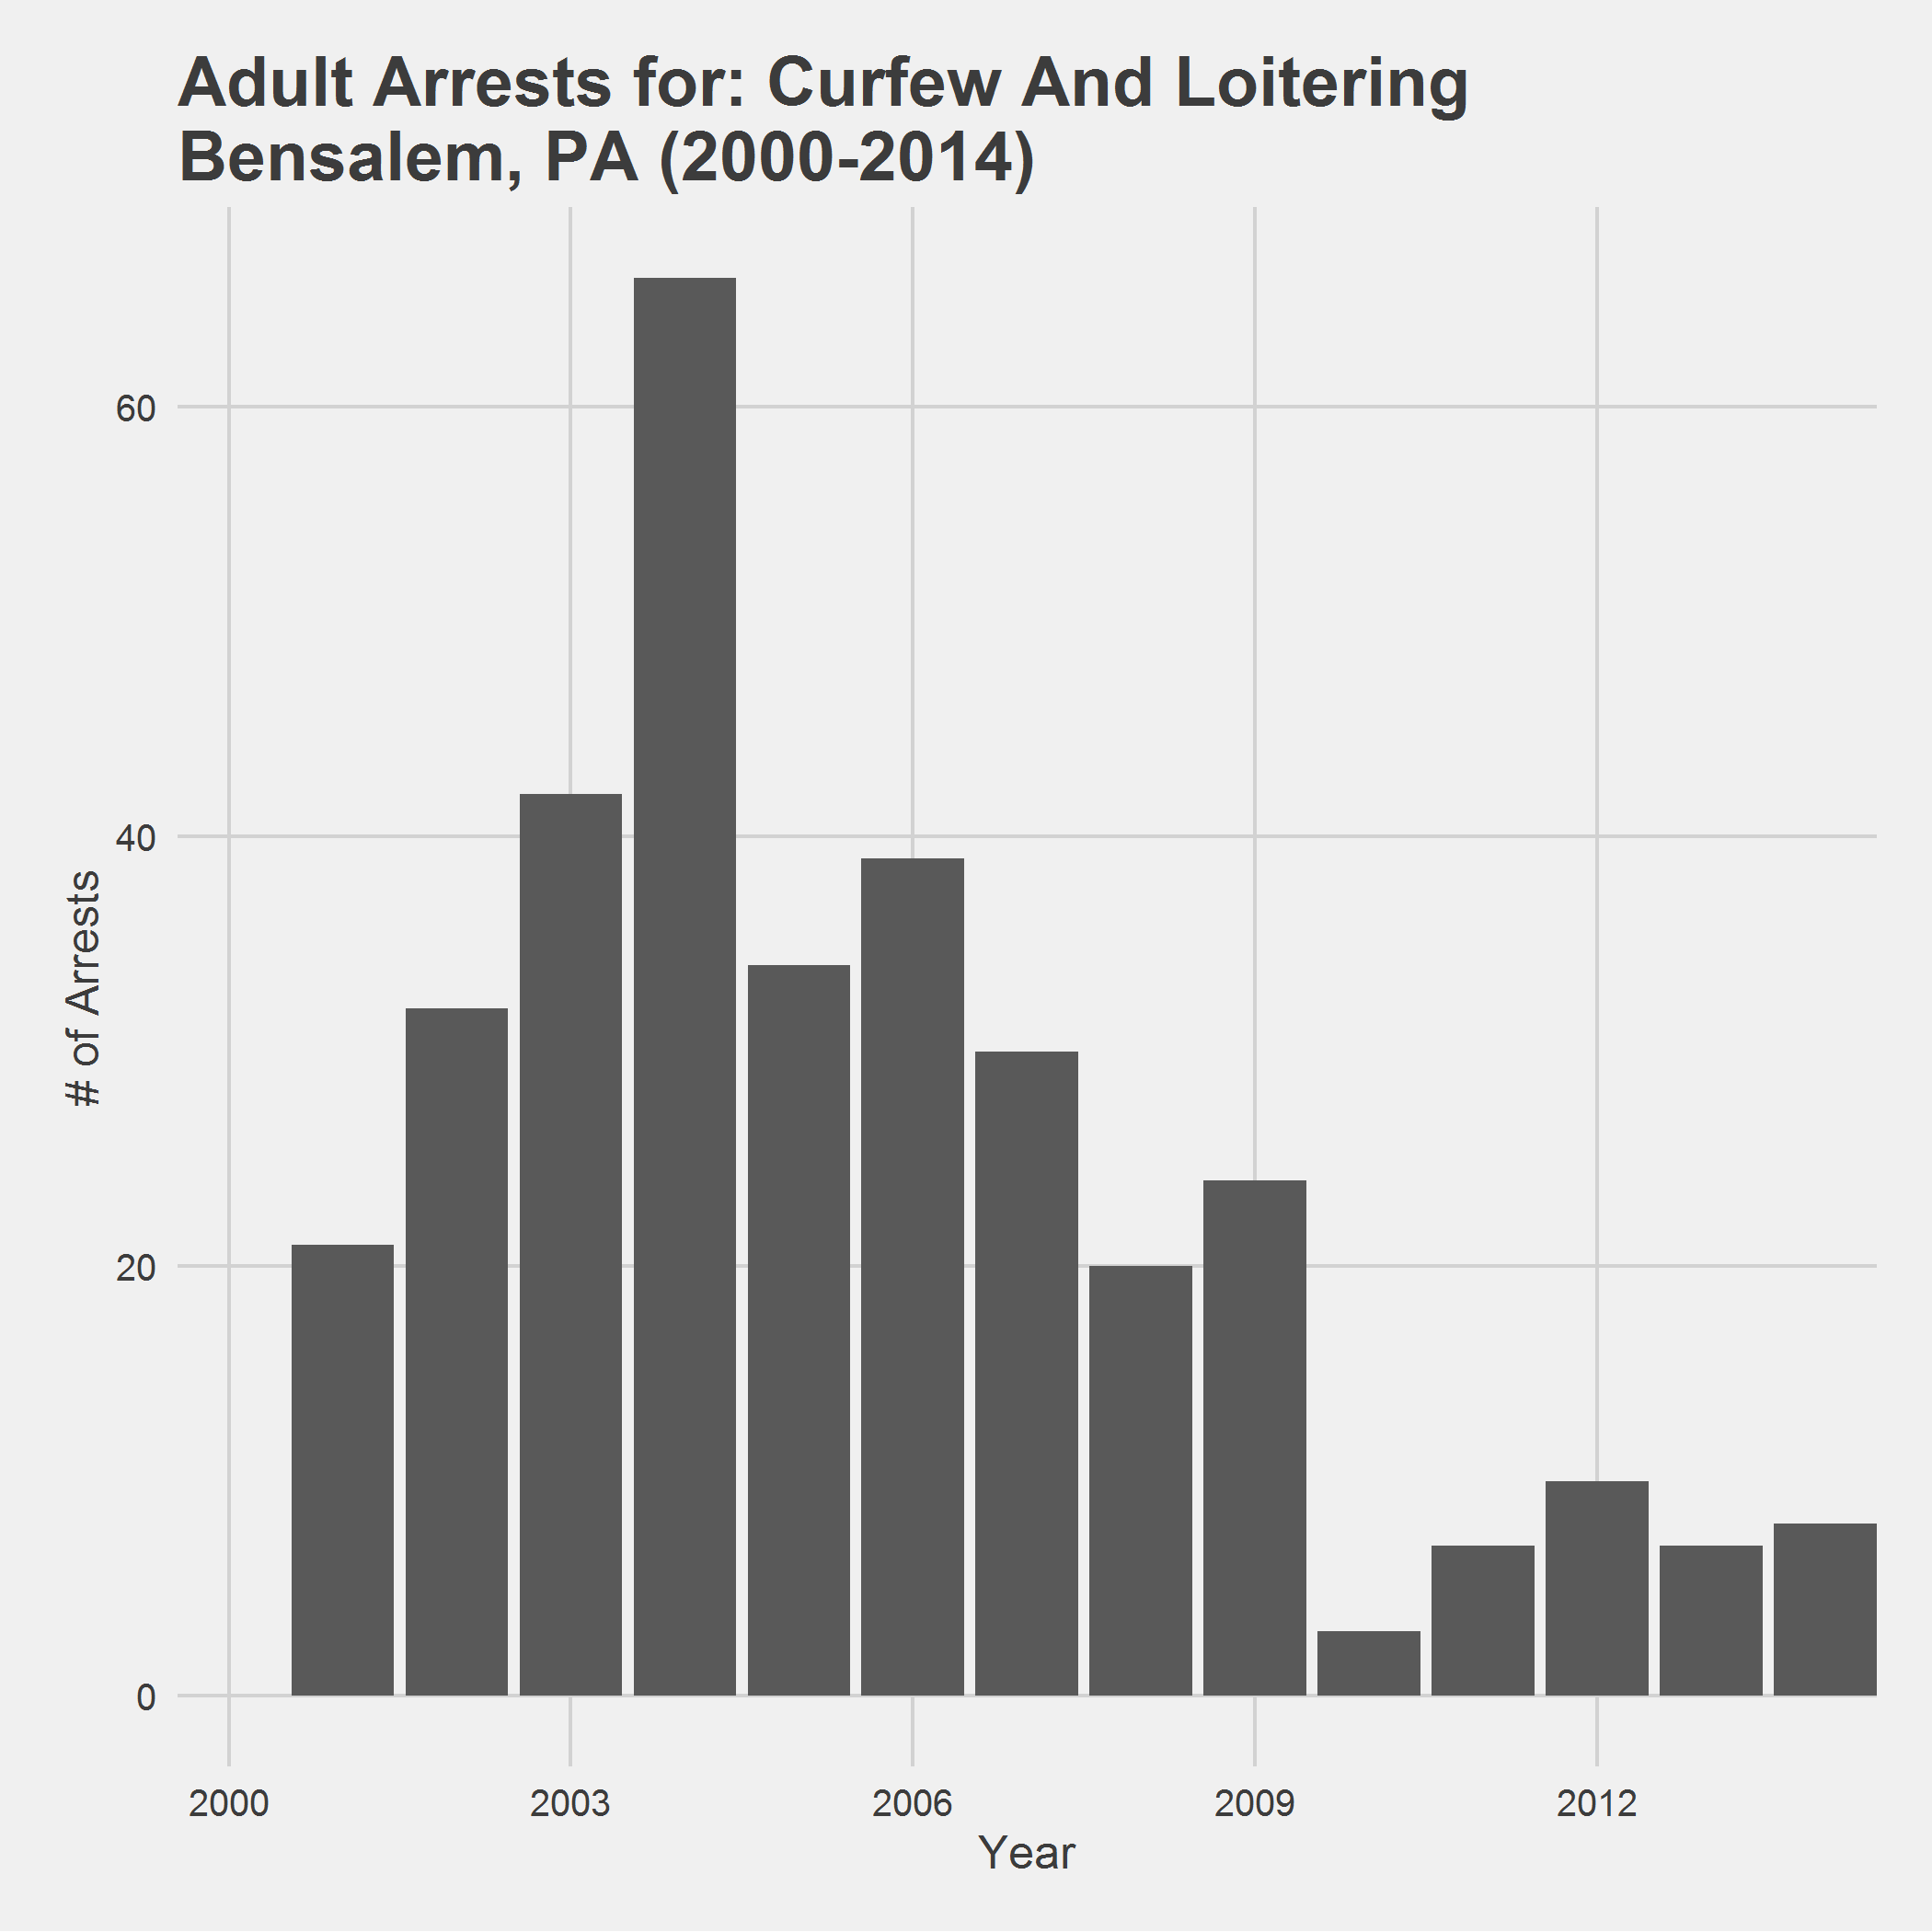 Adult Arrests for: Curfew And Loitering
Bensalem, PA (2000-2014)
60
40
20
0
# of Arrests
2000 2003 2006 2009 2012
Year